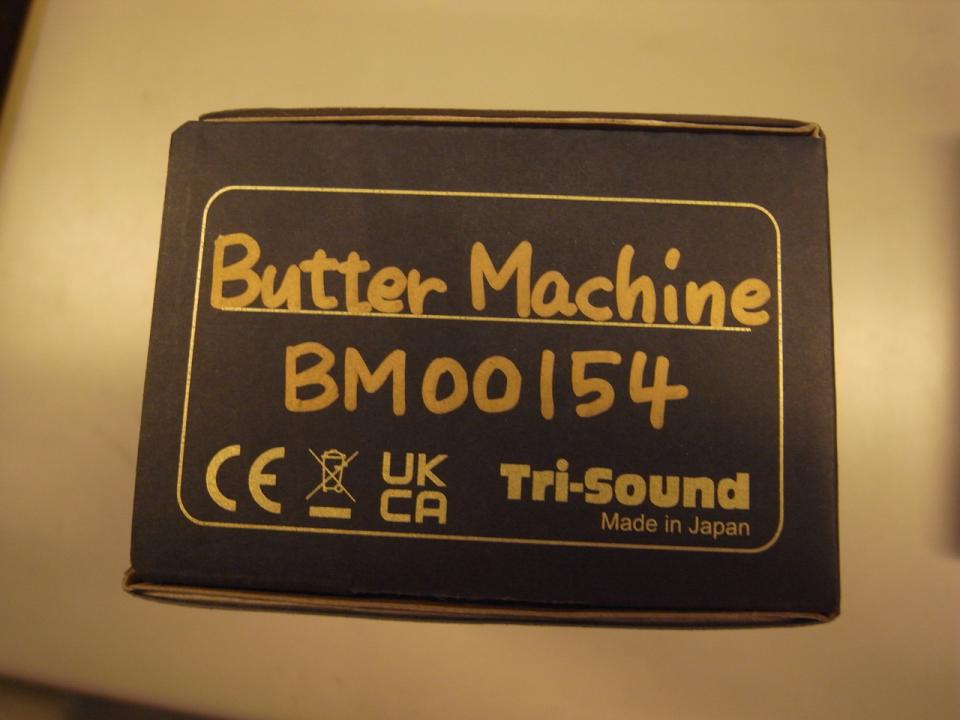 Butter Machine
BM00154
CE
UK
CA
Tri-Sound
Made in Japan